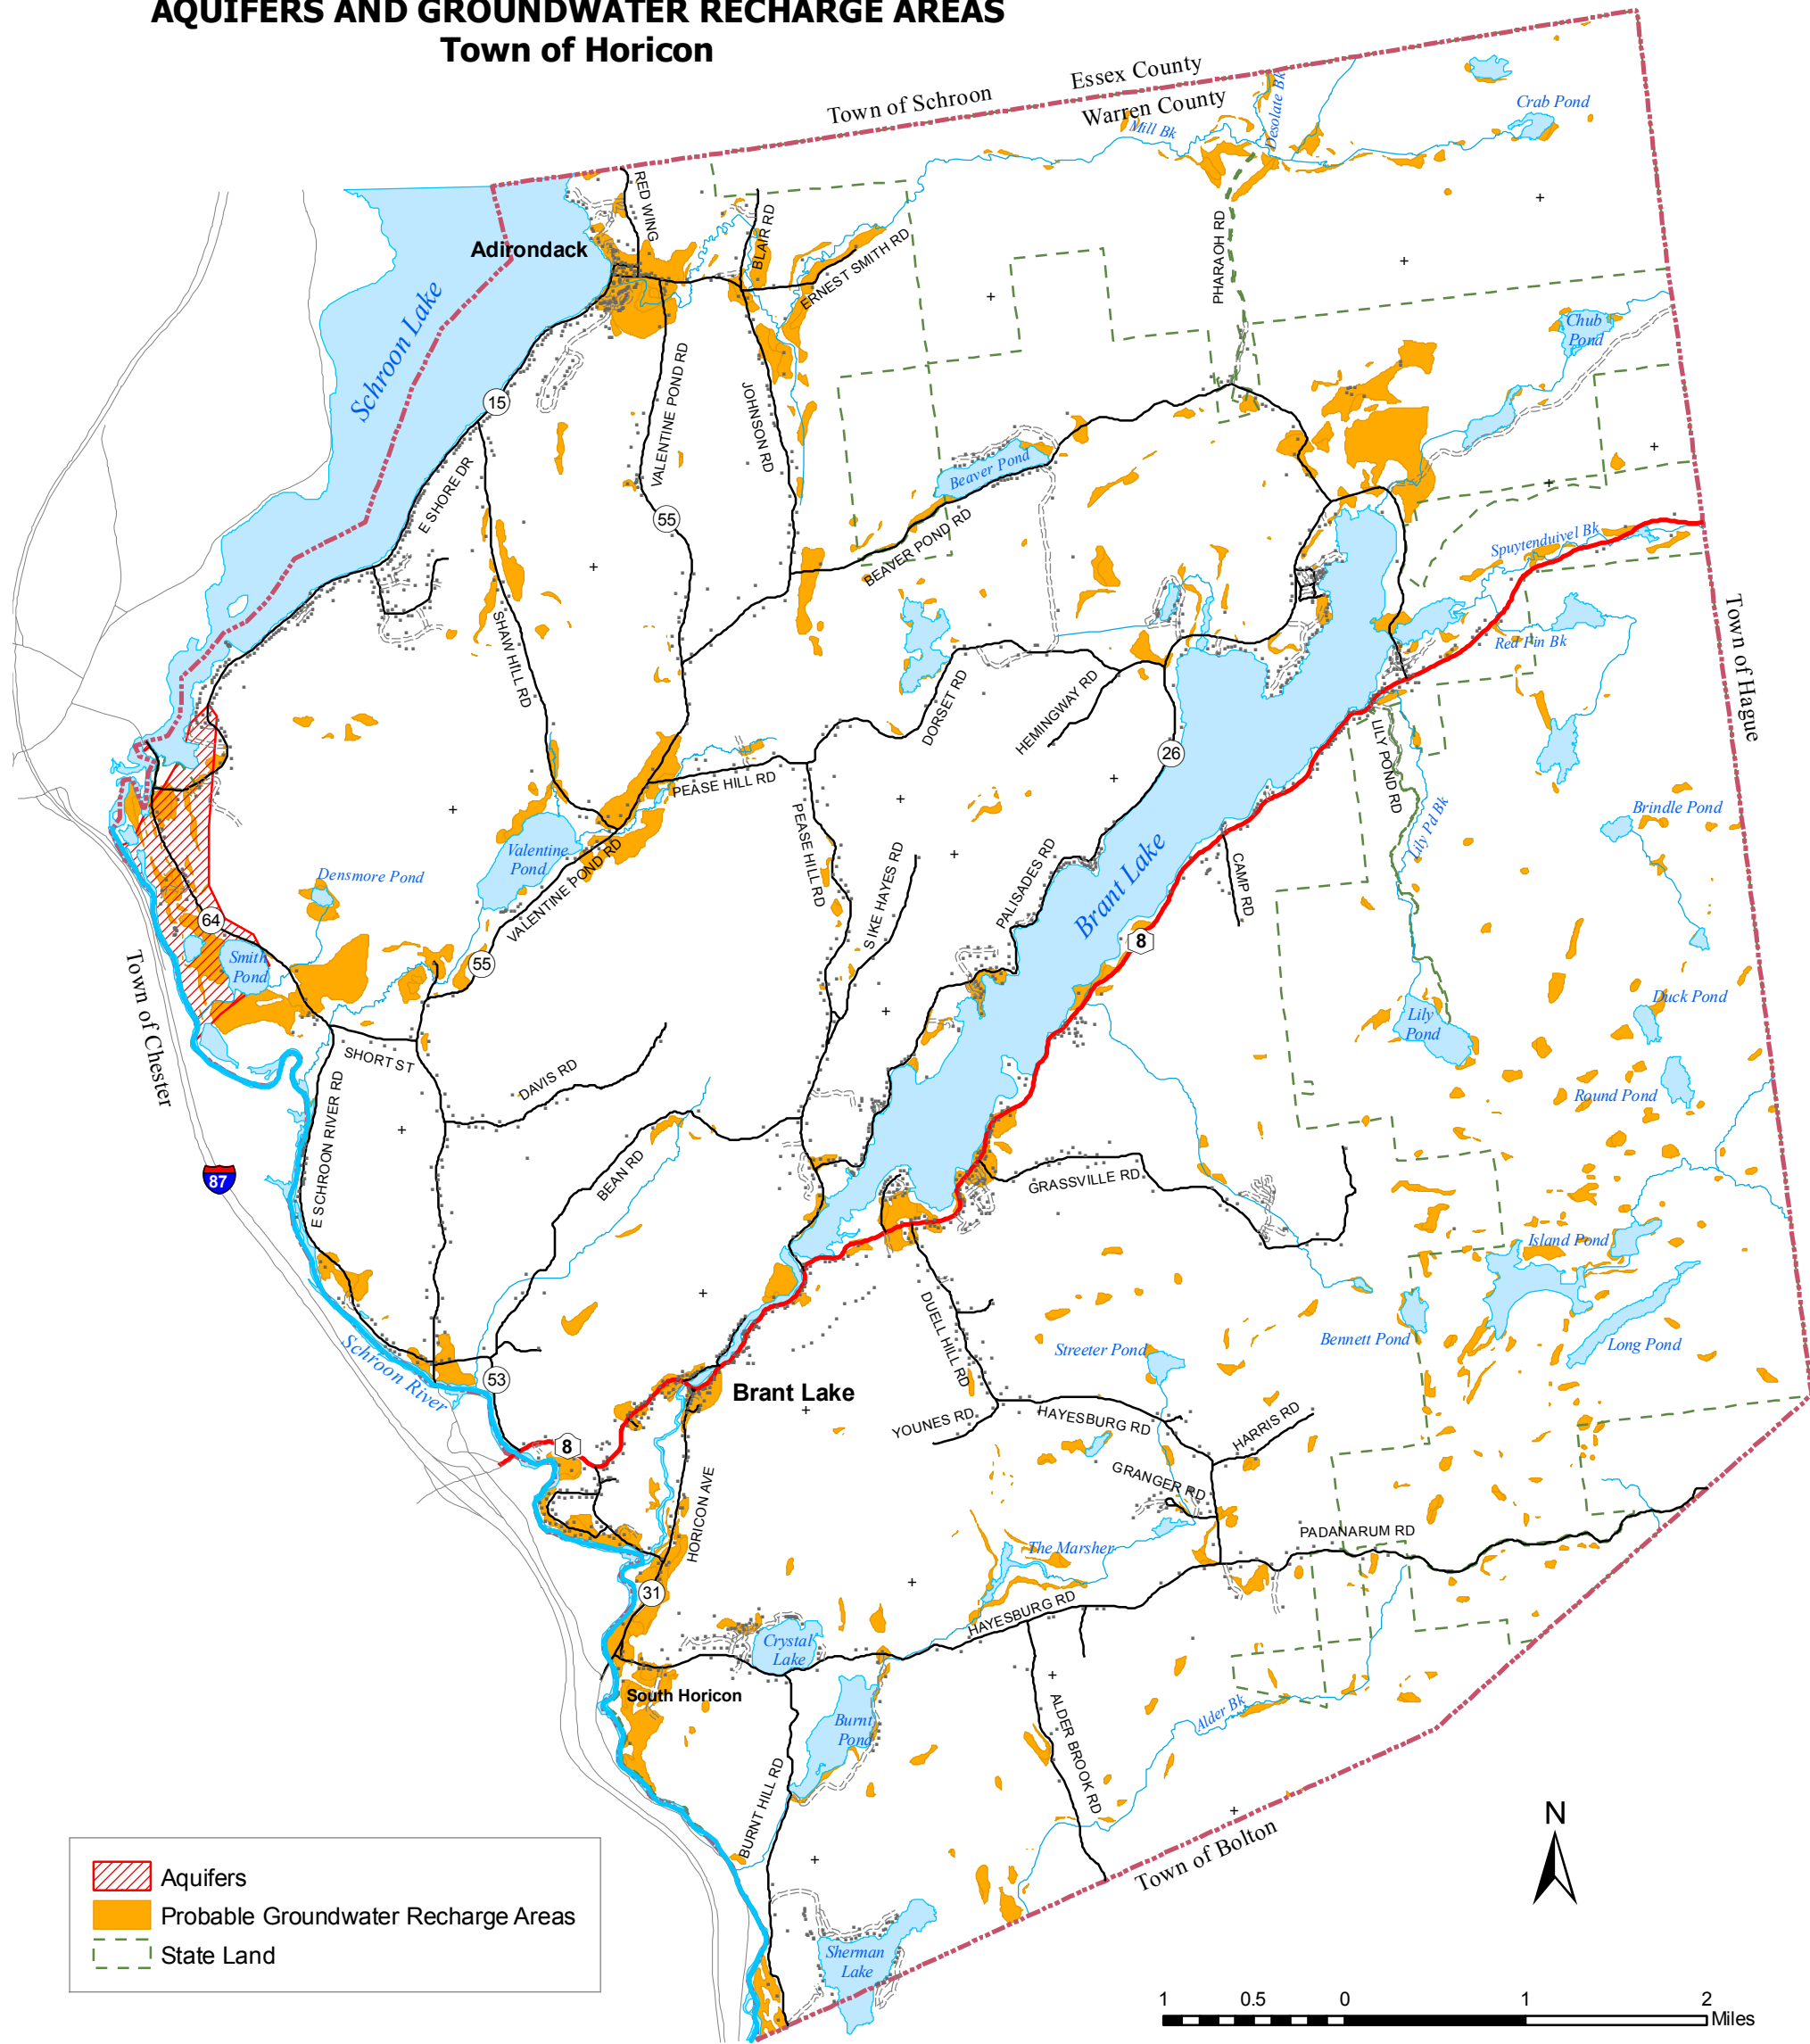 AQUIFERS AND GROUNDWATER RECHARGE AREAS
Town of Horicon
Essex County
Town of Schroon
Warren County
Mill Bk
Desolate Bk
Crab Pond
RED WING
BLAIR RD
ERNEST SMITH RD
PHARAOH RD
Adirondack
Schroon Lake
Chub
Pond
15
VALENTINE POND RD
JOHNSON RD
E SHORE DR
Beaver Pond
55
BEAVER POND RD
Spuytenduivel Bk
Red Pin Bk
Town of Hague
SHAW HILL RD
DORSET RD
HEMINGWAY RD
26
LILY POND RD
PEASE HILL RD
PEASE HILL RD
Brindle Pond
Lily Pd Bk
Valentine
Pond
VALENTINE POND RD
SIKE HAYES RD
PALISADES RD
Brant Lake
CAMP RD
Densmore Pond
64
8
Smith
Pond
55
Town of Chester
Duck Pond
Lily
Pond
SHORT ST
DAVIS RD
Round Pond
E SCHROON RIVER RD
87
BEAN RD
GRASSVILLE RD
Island Pond
DUELL HILL RD
Schroon River
Streeter Pond
Bennett Pond
Long Pond
53
Brant Lake
YOUNES RD
HAYESBURG RD
HARRIS RD
8
GRANGER RD
HORICON AVE
PADANARUM RD
The Marsher
31
HAYESBURG RD
Crystal
Lake
South Horicon
Burnt
Pond
ALDER BROOK RD
Alder Bk
BURNT HILL RD
Town of Bolton
N
Aquifers
Probable Groundwater Recharge Areas
State Land
Sherman
Lake
1 0.5 0 1 2
Miles